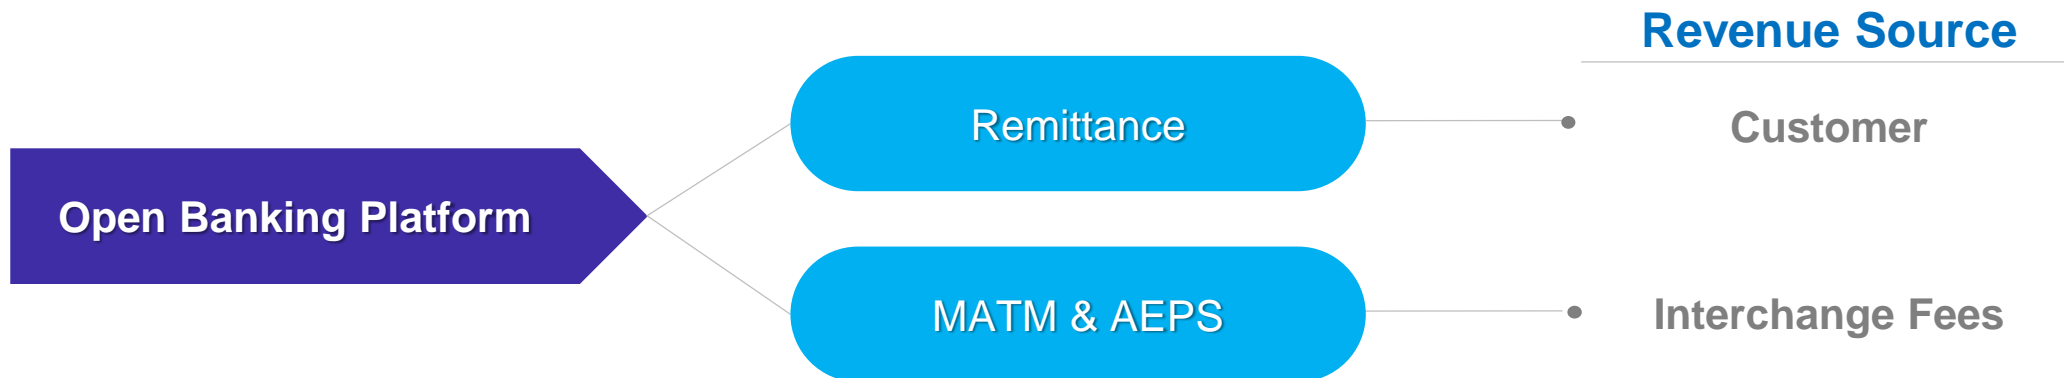 Revenue Source
Remittance
Customer
Open Banking Platform
MATM & AEPS
Interchange Fees